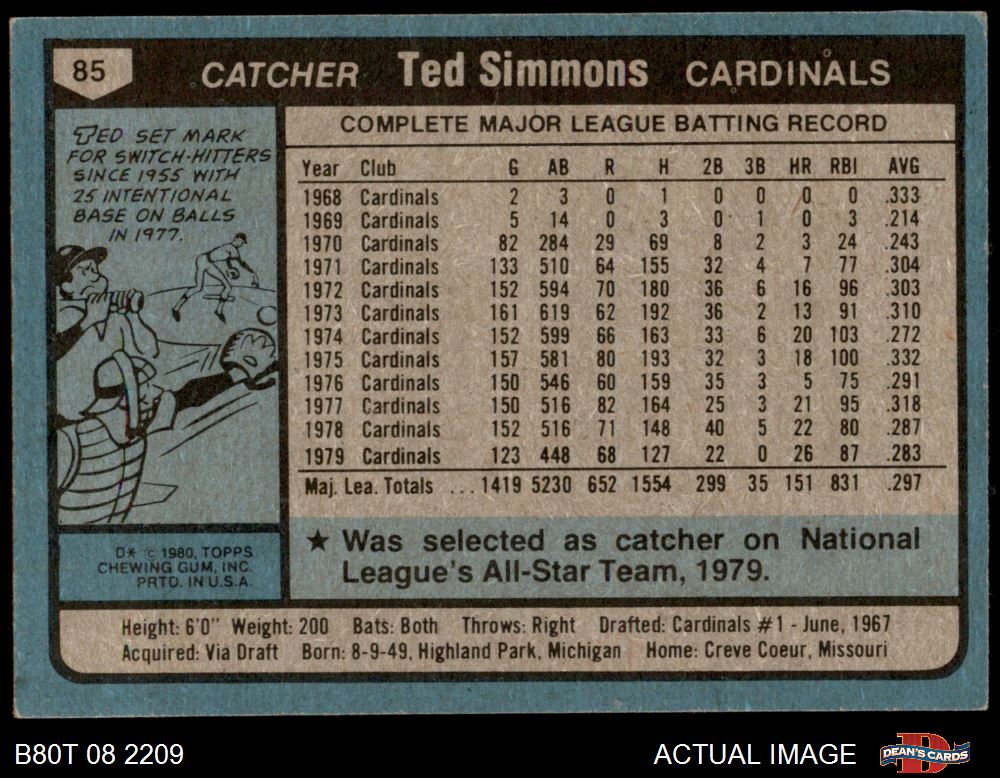 85 CATCHER Ted Simmons CARDINALS
TED SET MARK
FOR SWITCH-HITTERS
SINCE 1955 WITH
25 INTENTIONAL
BASE ON BALLS
IN 1977.
COMPLETE MAJOR LEAGUE BATTING RECORD
Year Club G AB R H 2B 3B HR RBI AVG
1968 Cardinals 2 3 0 1 0 0 0 0 .333
1969 Cardinals 5 14 0 3 0 1 0 3 .214
1970 Cardinals 82 284 29 69 8 2 3 24 .243
1971 Cardinals 133 510 64 155 32 4 7 77 .304
1972 Cardinals 152 594 70 180 36 6 16 96 .303
1973 Cardinals 161 619 62 192 36 2 13 91 .310
1974 Cardinals 152 599 66 163 33 6 20 103 .272
1975 Cardinals 157 581 80 193 32 3 18 100 .332
1976 Cardinals 150 546 60 159 35 3 5 75 .291
1977 Cardinals 150 516 82 164 25 3 21 95 .318
1978 Cardinals 152 516 71 148 40 5 22 80 .287
1979 Cardinals 123 448 68 127 22 0 26 87 .283
Maj. Lea. Totals ... 1419 5230 652 1554 299 35 151 831 .297
★ Was selected as catcher on National
League's All-Star Team, 1979.
D* © 1980, TOPPS
CHEWING GUM, INC.
PRTD. IN U.S.A.
Height: 6'0" Weight: 200 Bats: Both Throws: Right Drafted: Cardinals #1 - June, 1967
Acquired: Via Draft Born: 8-9-49, Highland Park, Michigan Home: Creve Coeur, Missouri
B80T 08 2209 ACTUAL IMAGE DEAN'S CARDS